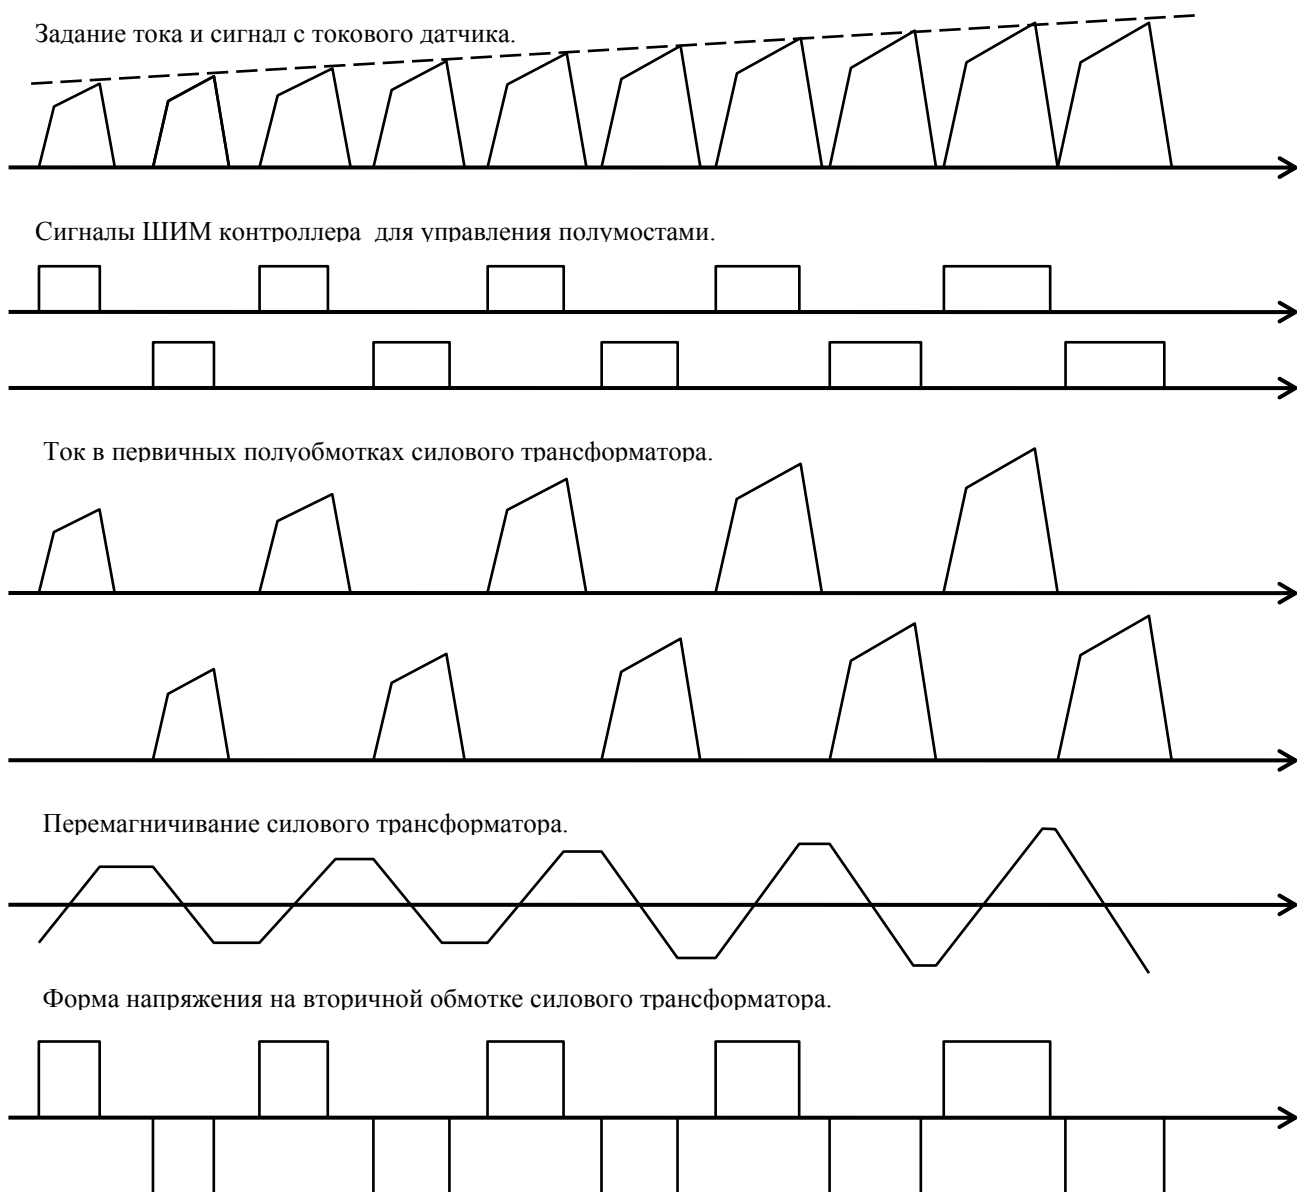 Задание тока и сигнал с токового датчика.
Сигналы ШИМ контроллера для управления полумостами.
Ток в первичных полуобмотках силового трансформатора.
Перемагничивание силового трансформатора.
Форма напряжения на вторичной обмотке силового трансформатора.